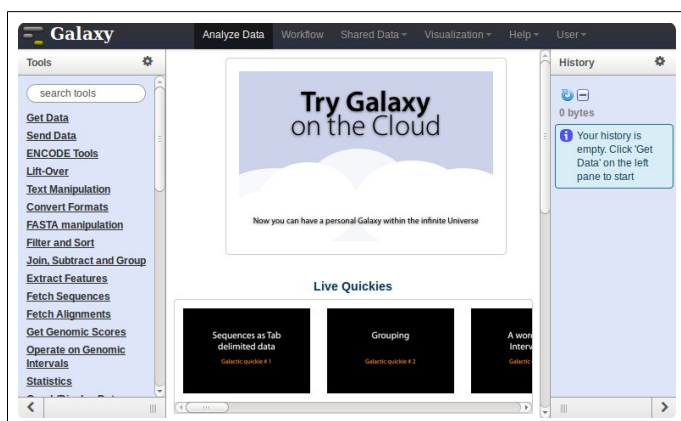 Galaxy
Analyze Data Workflow Shared Data Visualization Help User
Tools
search tools
Get Data
Send Data
ENCODE Tools
Lift-Over
Text Manipulation
Convert Formats
FASTA manipulation
Filter and Sort
Join, Subtract and Group
Extract Features
Fetch Sequences
Fetch Alignments
Get Genomic Scores
Operate on Genomic
Intervals
Statistics
Try Galaxy
on the Cloud
Now you can have a personal Galaxy within the infinite Universe
Live Quickies
Sequences as Tab
delimited data
Galactic quickie # 1
Grouping
Galactic quickie # 2
A wor
Interv
Galactic
History
0 bytes
Your history is
empty. Click 'Get
Data' on the left
pane to start